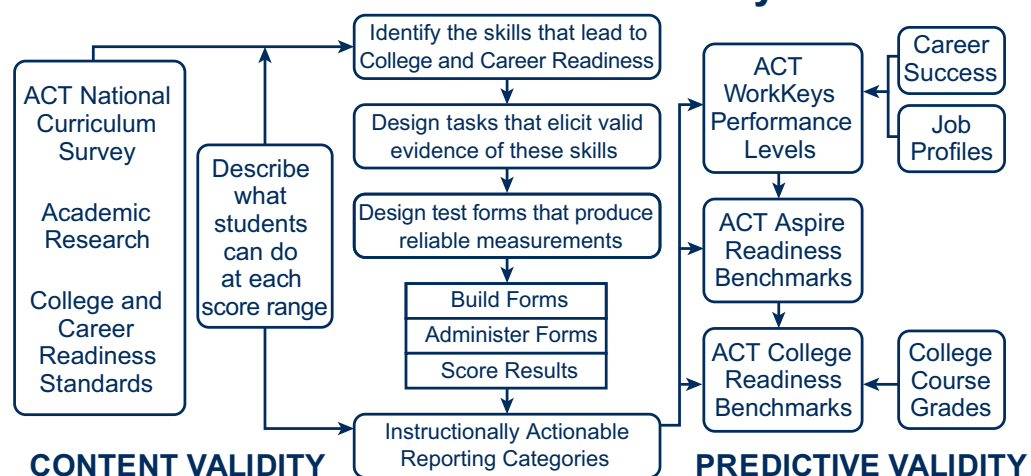 ACT National
Curriculum
Survey
Academic
Research
College and
Career
Readiness
Standards
Describe
what
students
can do
at each
score range
Identify the skills that lead to
College and Career Readiness
Design tasks that elicit valid
evidence of these skills
Design test forms that produce
reliable measurements
Build Forms
Administer Forms
Score Results
Instructionally Actionable
Reporting Categories
ACT
WorkKeys
Performance
Levels
ACT Aspire
Readiness
Benchmarks
ACT College
Readiness
Benchmarks
Career
Success
Job
Profiles
College
Course
Grades
CONTENT VALIDITY
PREDICTIVE VALIDITY